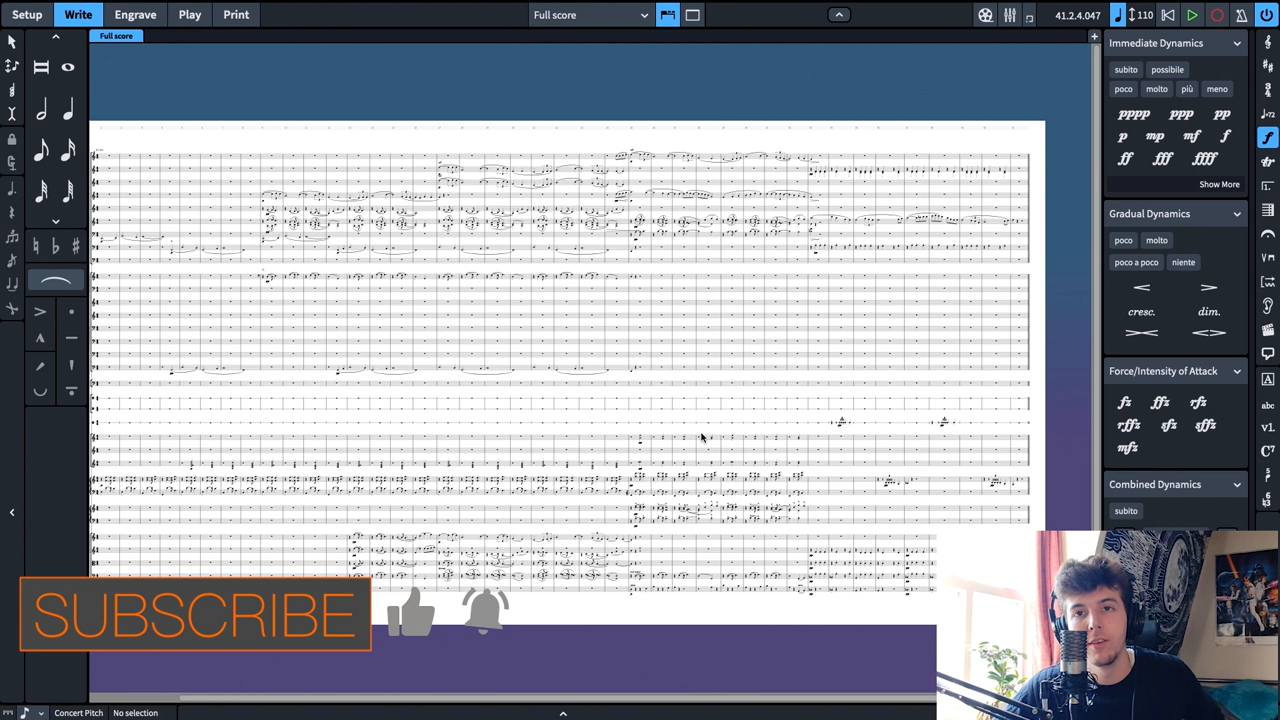 Setup Write Engrave Play Print Full score 41.2.4.047 110
Full score
Immediate Dynamics
subito possibile
poco molto più meno
pppp ppp pp
p mp mf f
ff fff ffff
Show More
Gradual Dynamics
poco molto
poco a poco niente
cresc. dim.
Force/Intensity of Attack
fz ffz rfz
rffz sfz sffz
mfz
Combined Dynamics
subito
SUBSCRIBE
Concert Pitch No selection